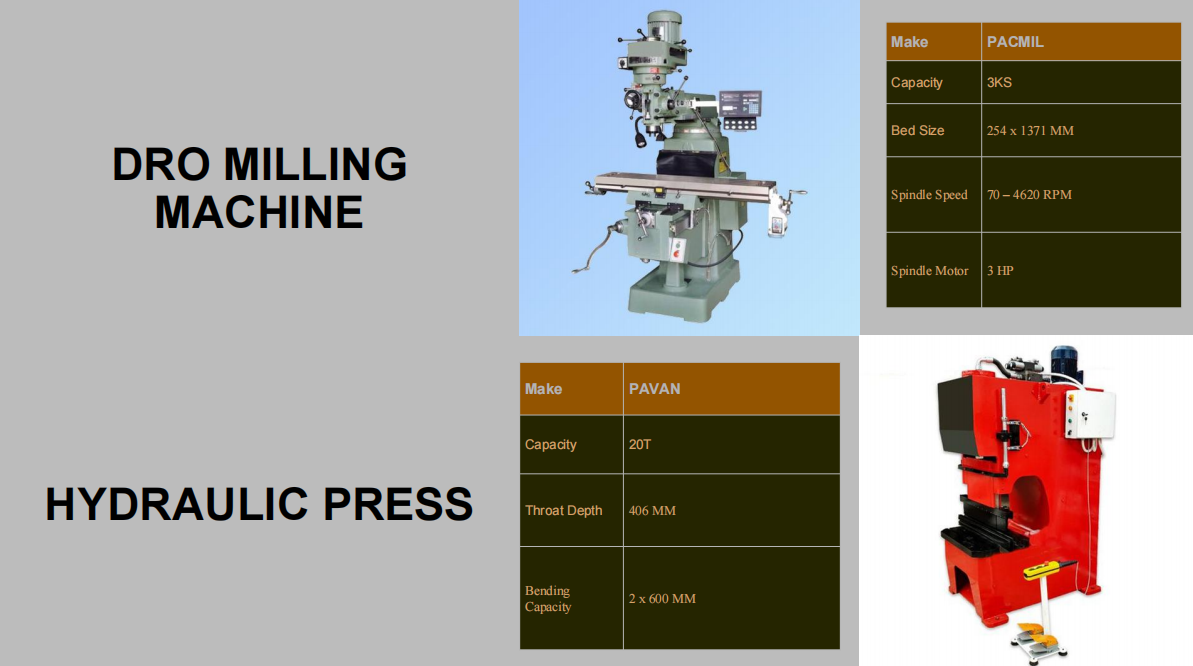 DRO MILLING
MACHINE
Make PACMIL
Capacity 3KS
Bed Size 254 x 1371 MM
Spindle Speed 70 – 4620 RPM
Spindle Motor 3 HP
HYDRAULIC PRESS
Make PAVAN
Capacity 20T
Throat Depth 406 MM
Bending
Capacity 2 x 600 MM